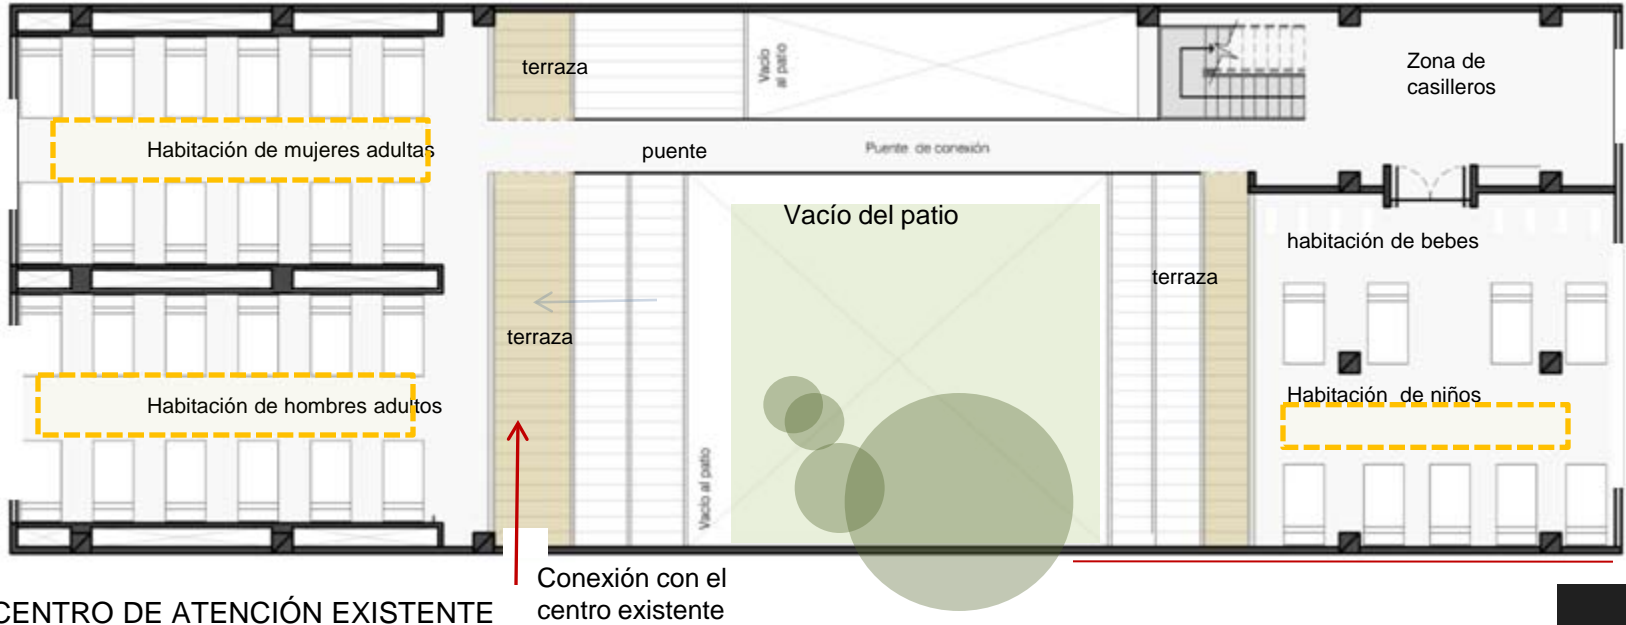 terraza
Vacío
al patio
Zona de
casilleros
Habitación de mujeres adultas
puente
Puente de conexión
Vacío del patio
habitación de bebes
terraza
terraza
Habitación de niños
Habitación de hombres adultos
Vacío al patio
Conexión con el
centro existente
CENTRO DE ATENCIÓN EXISTENTE